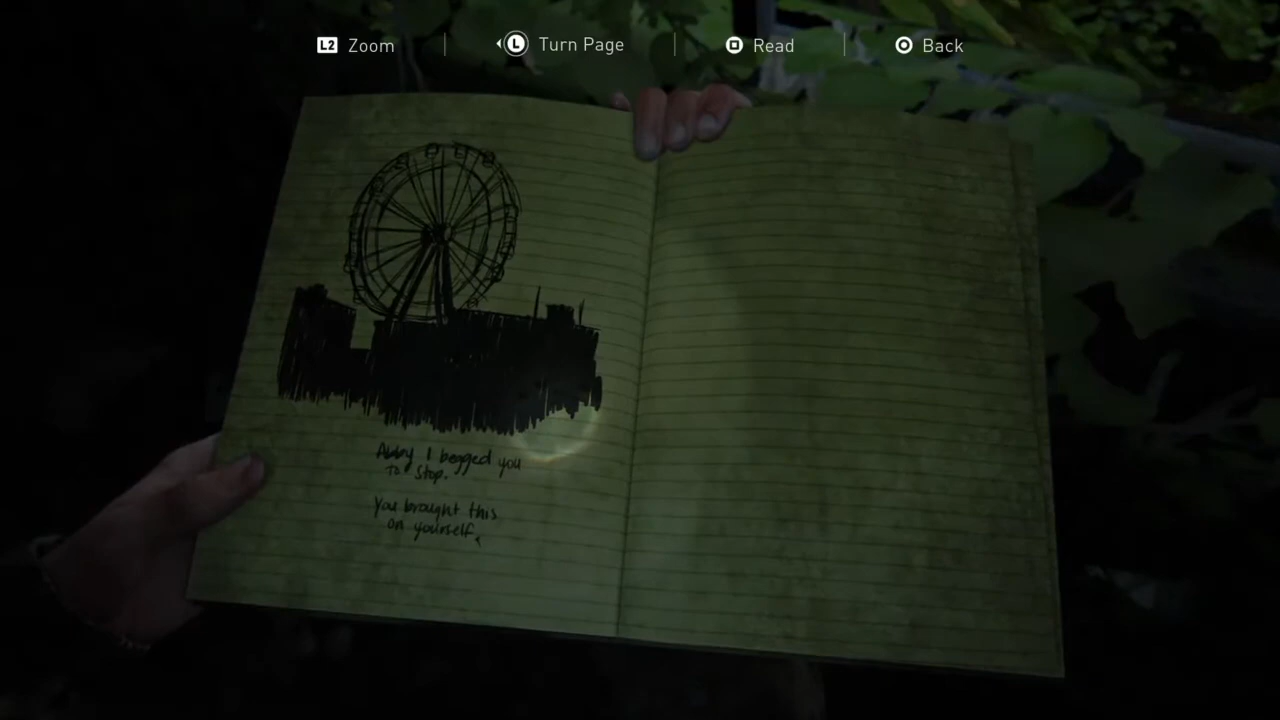 L2 Zoom L Turn Page Read Back
Abby I begged you
to stop.
You brought this
on yourself.